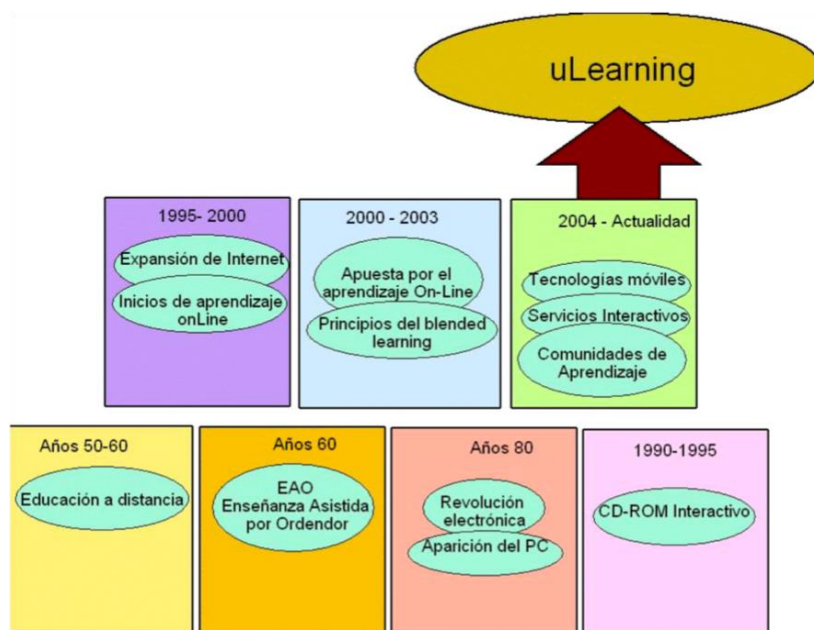 uLearning
1995- 2000
Expansión de Internet
Inicios de aprendizaje
onLine
2000 - 2003
Apuesta por el
aprendizaje On-Line
Principios del blended
learning
2004 - Actualidad
Tecnologías móviles
Servicios Interactivos
Comunidades de
Aprendizaje
Años 50-60
Educación a distancia
Años 60
EAO
Enseñanza Asistida
por Ordendor
Años 80
Revolución
electrónica
Aparición del PC
1990-1995
CD-ROM Interactivo